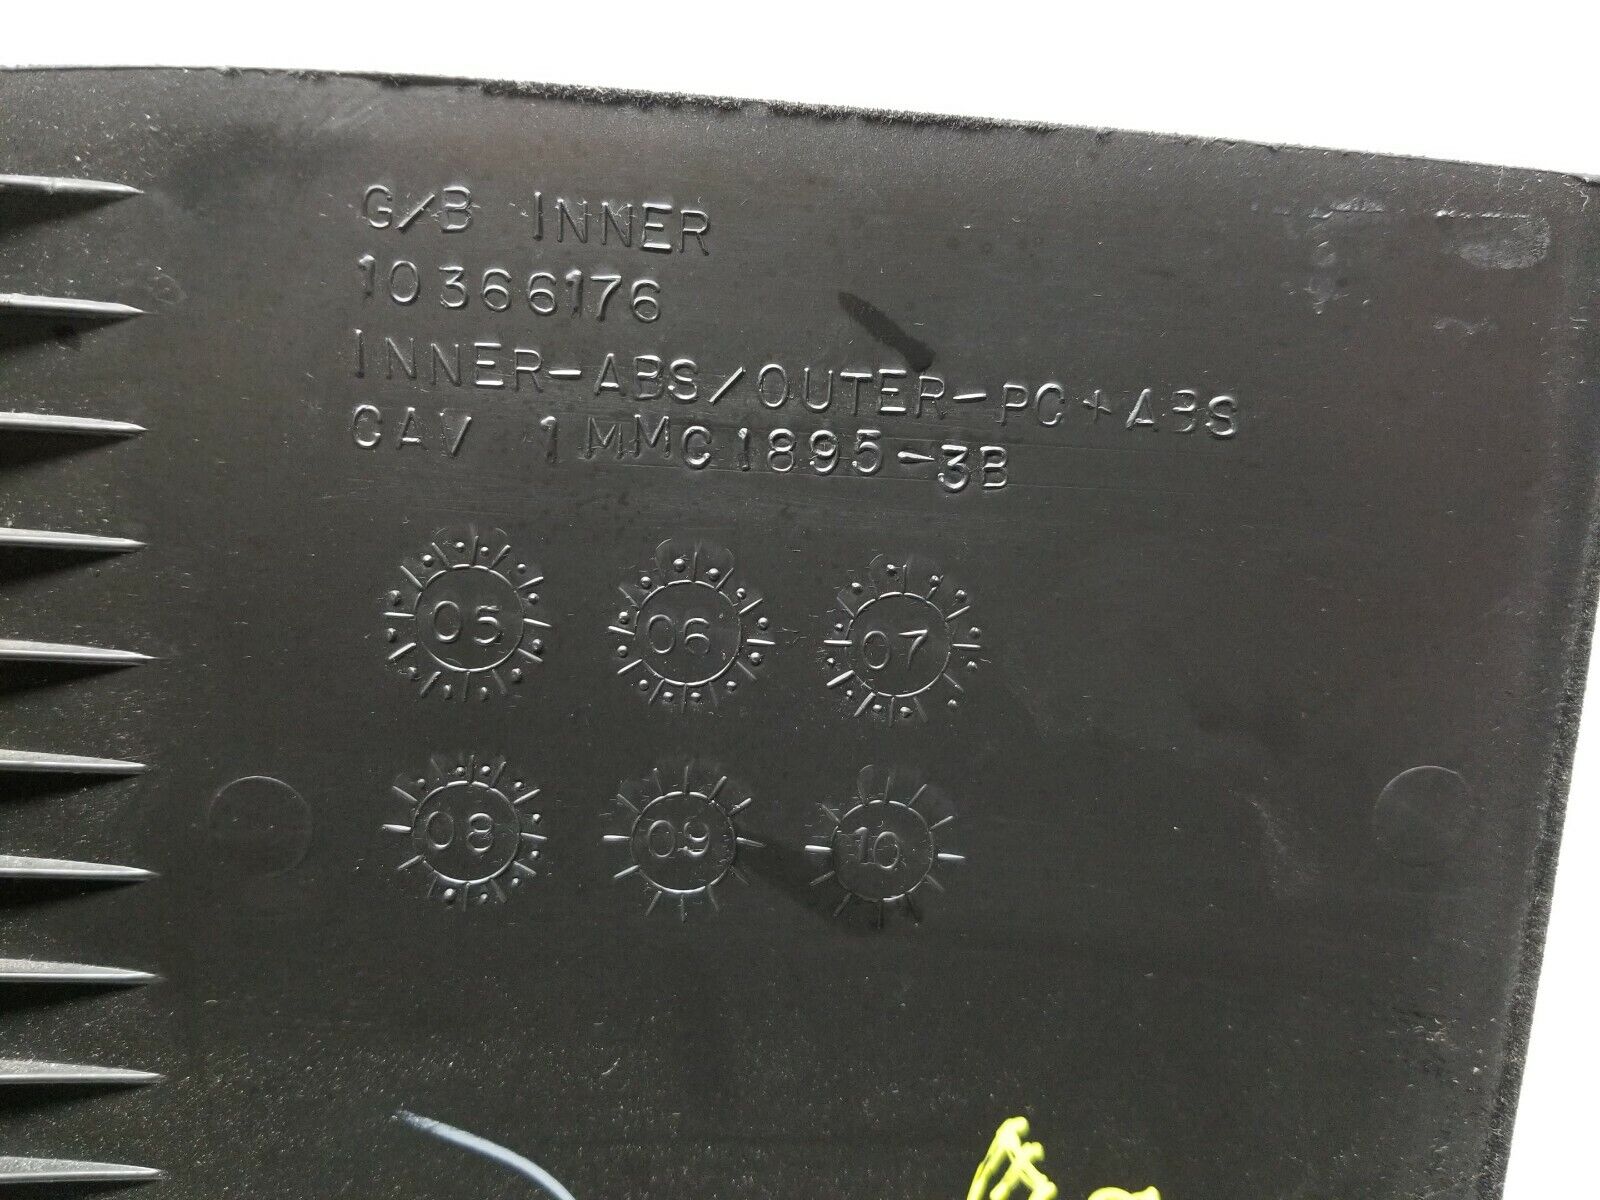 G/B INNER
10366176
INNER-ABS/OUTER-PC+ABS
CAV 1MMC1895-3B
05 06 07
08 09 10